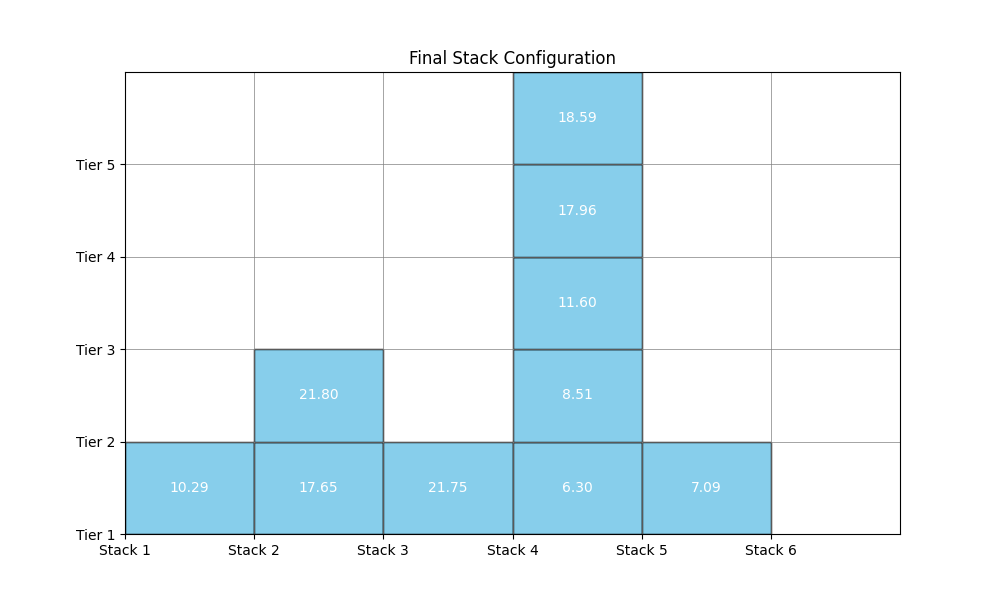 Final Stack Configuration
18.59
Tier 5
17.96
Tier 4
11.60
Tier 3
21.80
8.51
Tier 2
10.29
17.65
21.75
6.30
7.09
Tier 1
Stack 1
Stack 2
Stack 3
Stack 4
Stack 5
Stack 6